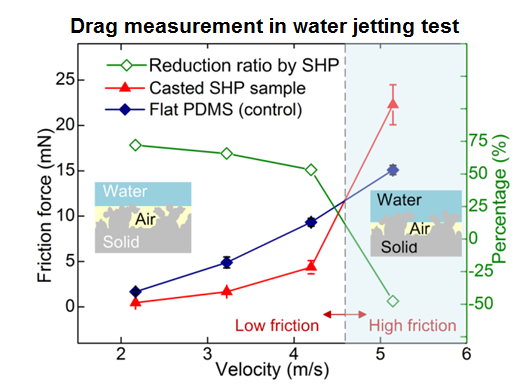 Drag measurement in water jetting test
Reduction ratio by SHP
Casted SHP sample
Flat PDMS (control)
Friction force (mN)
25
20
15
10
5
0
Percentage (%)
75
50
25
0
-25
-50
Water
Air
Solid
Water
Air
Solid
Low friction
High friction
2
3
4
5
6
Velocity (m/s)